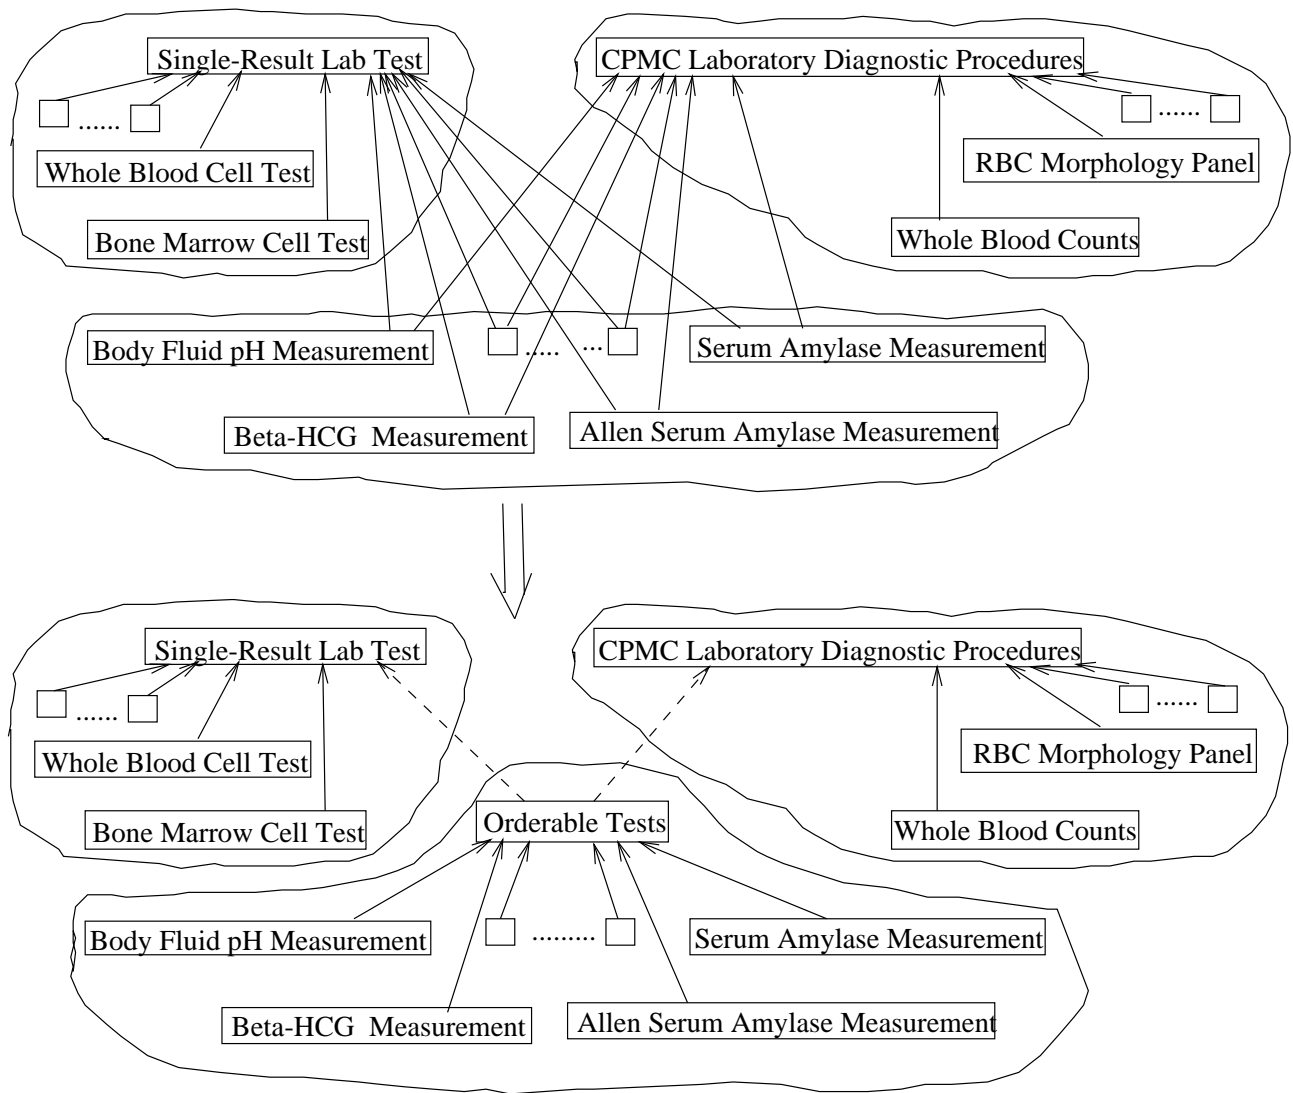 Single-Result Lab Test
CPMC Laboratory Diagnostic Procedures
......
......
Whole Blood Cell Test
RBC Morphology Panel
Bone Marrow Cell Test
Whole Blood Counts
Body Fluid pH Measurement
.....
...
Serum Amylase Measurement
Beta-HCG Measurement
Allen Serum Amylase Measurement
Single-Result Lab Test
CPMC Laboratory Diagnostic Procedures
......
......
Whole Blood Cell Test
RBC Morphology Panel
Bone Marrow Cell Test
Orderable Tests
Whole Blood Counts
Body Fluid pH Measurement
.........
Serum Amylase Measurement
Beta-HCG Measurement
Allen Serum Amylase Measurement